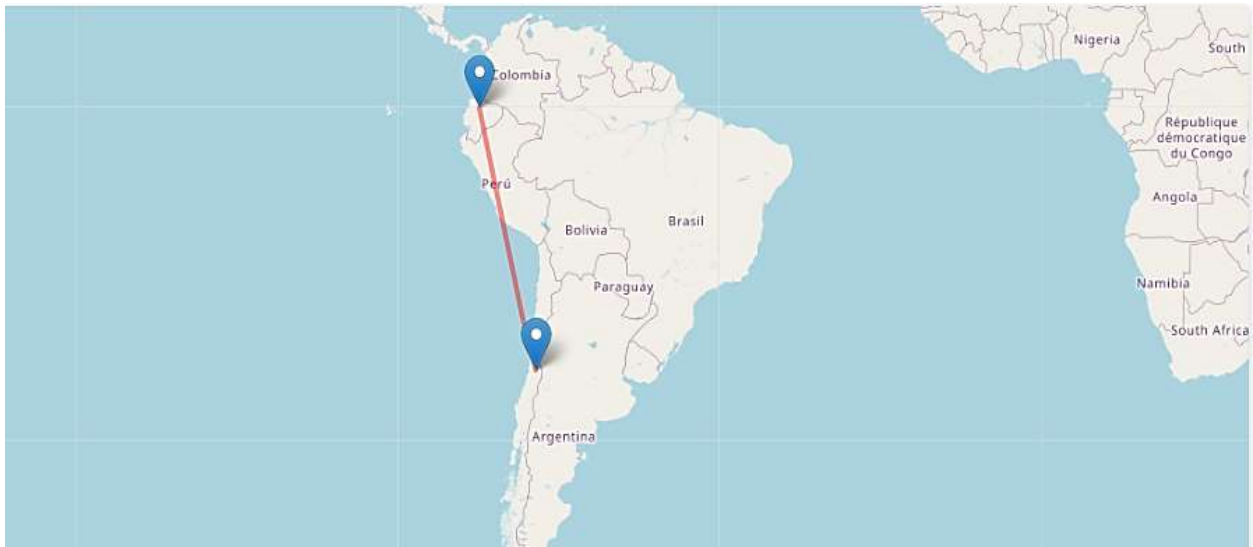 Nigeria
South
Colombia
République
démocratique
du Congo
Perú
Angola
Brasil
Bolivia
Paraguay
Namibia
South Africa
Argentina